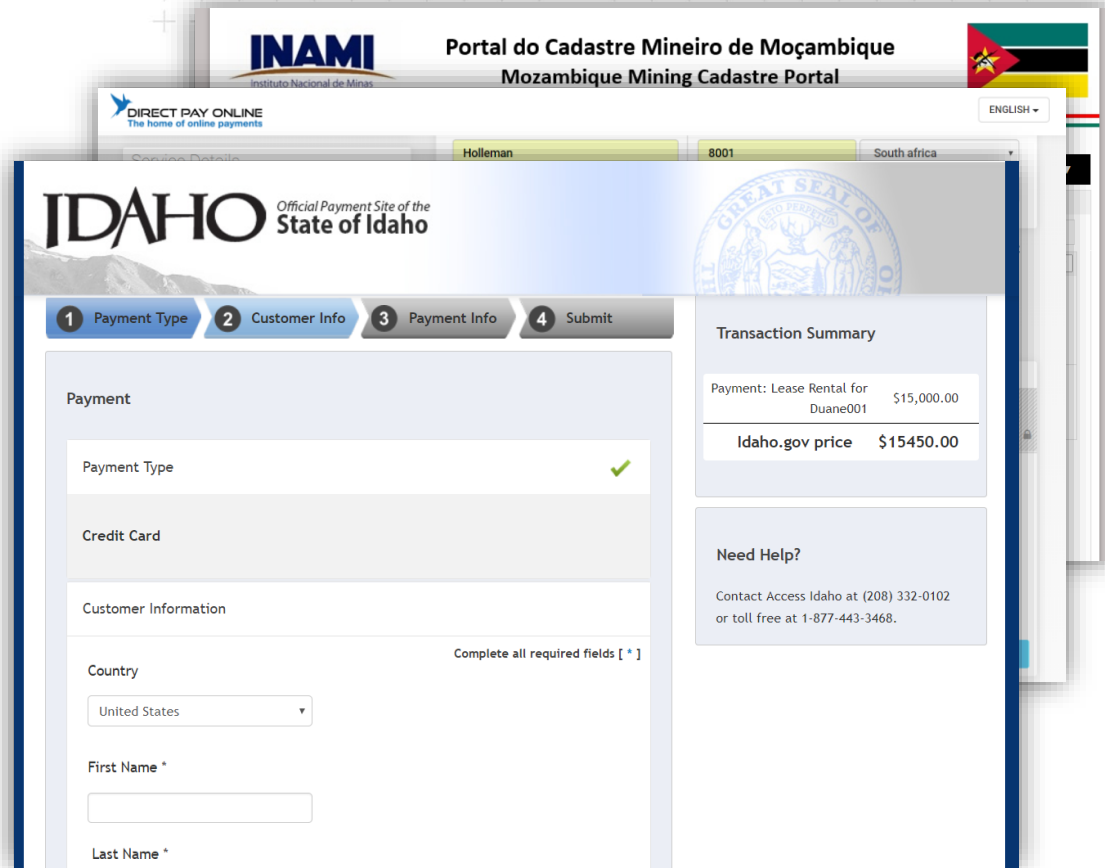 INAMI
Instituto Nacional de Minas
Portal do Cadastre Mineiro de Moçambique
Mozambique Mining Cadastre Portal
DIRECT PAY ONLINE
The home of online payments
ENGLISH
Service Details
Holleman
8001
South africa
IDAHO
Official Payment Site of the
State of Idaho
GREAT SEAL OF
ESTO PERPETUA
1 Payment Type
2 Customer Info
3 Payment Info
4 Submit
Payment
Payment Type
Credit Card
Customer Information
Complete all required fields [ * ]
Country
United States
First Name *
Last Name *
Transaction Summary
Payment: Lease Rental for
Duane001
$15,000.00
Idaho.gov price $15450.00
Need Help?
Contact Access Idaho at (208) 332-0102
or toll free at 1-877-443-3468.